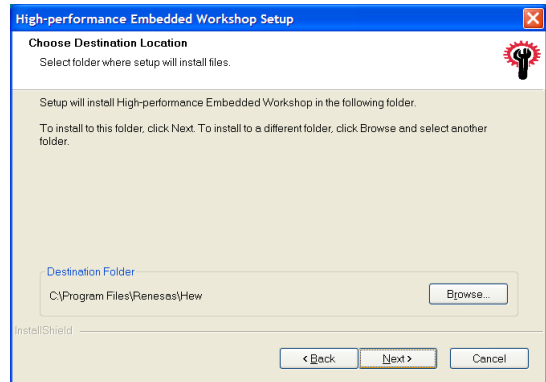 High-performance Embedded Workshop Setup
Choose Destination Location
Select folder where setup will install files.
Setup will install High-performance Embedded Workshop in the following folder.
To install to this folder, click Next. To install to a different folder, click Browse and select another
folder.
Destination Folder
C:\Program Files\Renesas\Hew
Browse...
InstallShield
< Back
Next >
Cancel